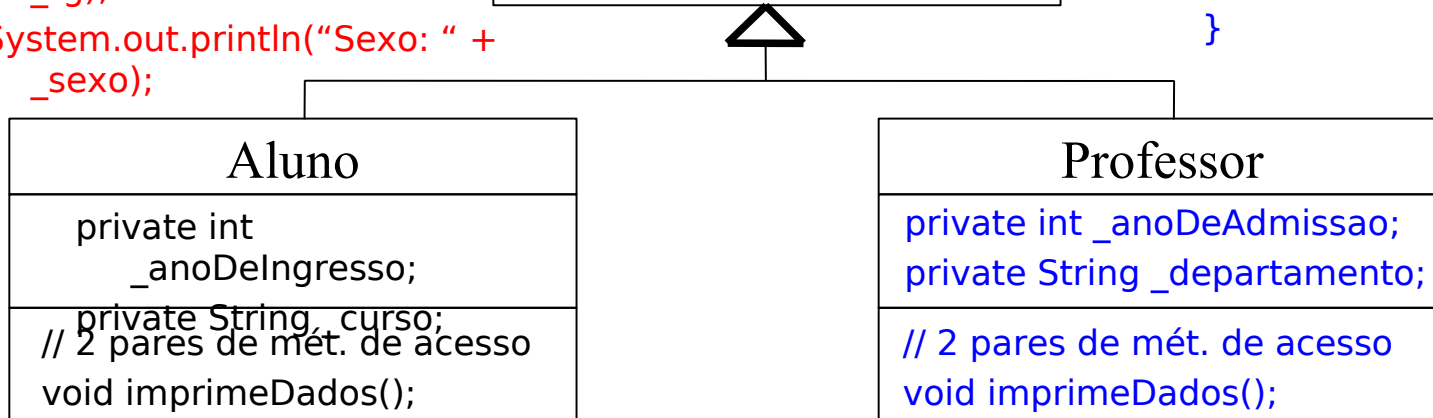 System.out.println(“Sexo: “ +
_sexo);
}
Aluno
private int
_anoDeIngresso;
private String _curso;
// 2 pares de mét. de acesso
void imprimeDados();
Professor
private int _anoDeAdmissao;
private String _departamento;
// 2 pares de mét. de acesso
void imprimeDados();